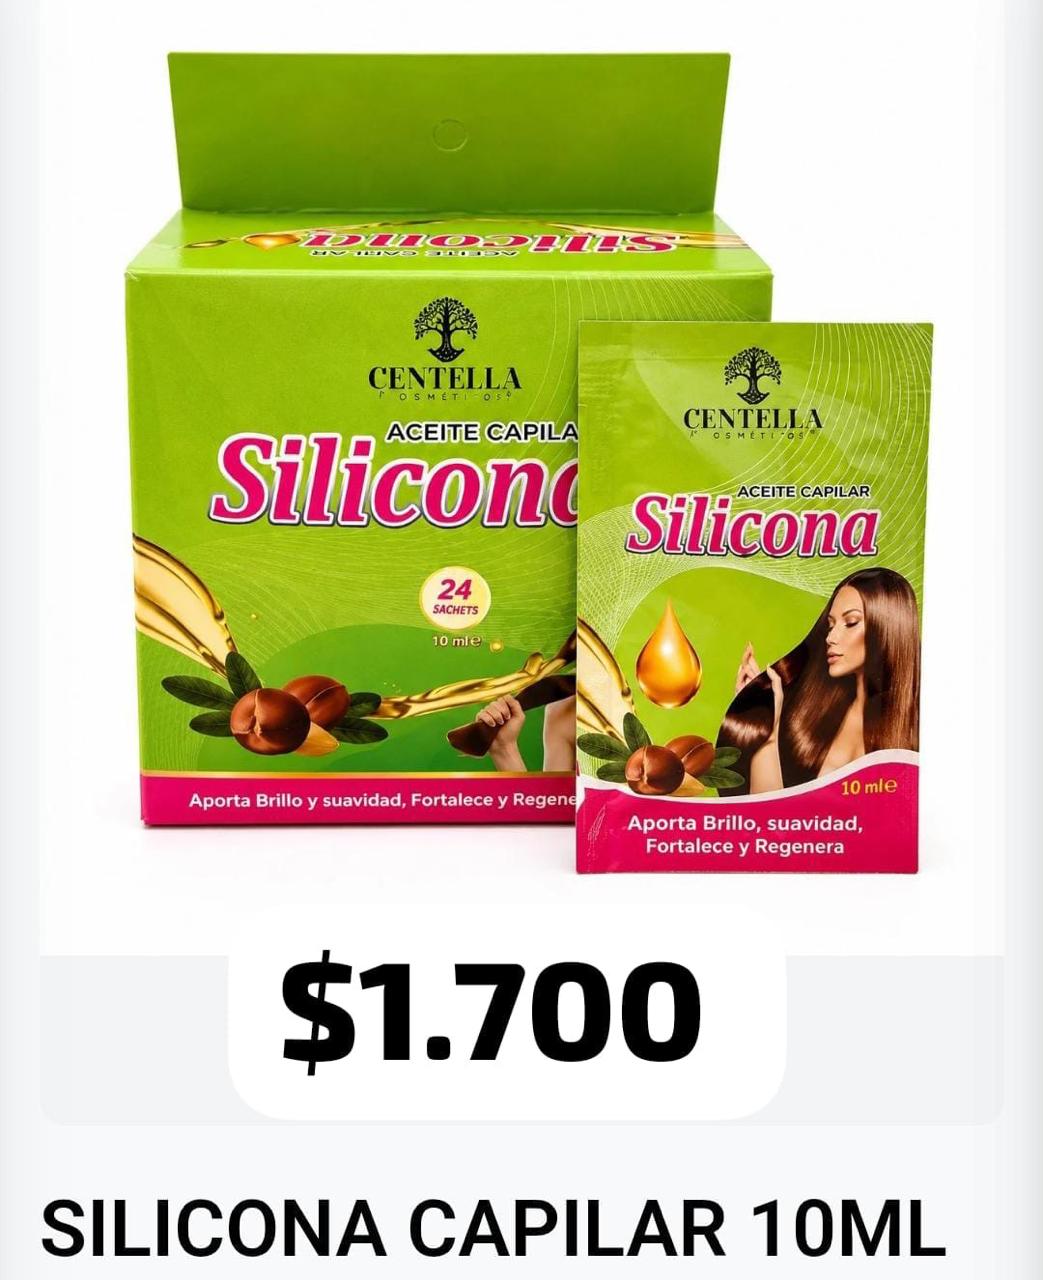 Silicona
ACEITE CAPILAR
CENTELLA
ACEITE CAPILA
Silicona
24
SACHETS
10 ml e
Aporta Brillo y suavidad, Fortalece y Regene
CENTELLA
ACEITE CAPILAR
Silicona
10 ml e
Aporta Brillo, suavidad,
Fortalece y Regenera
$1.700
SILICONA CAPILAR 10ML